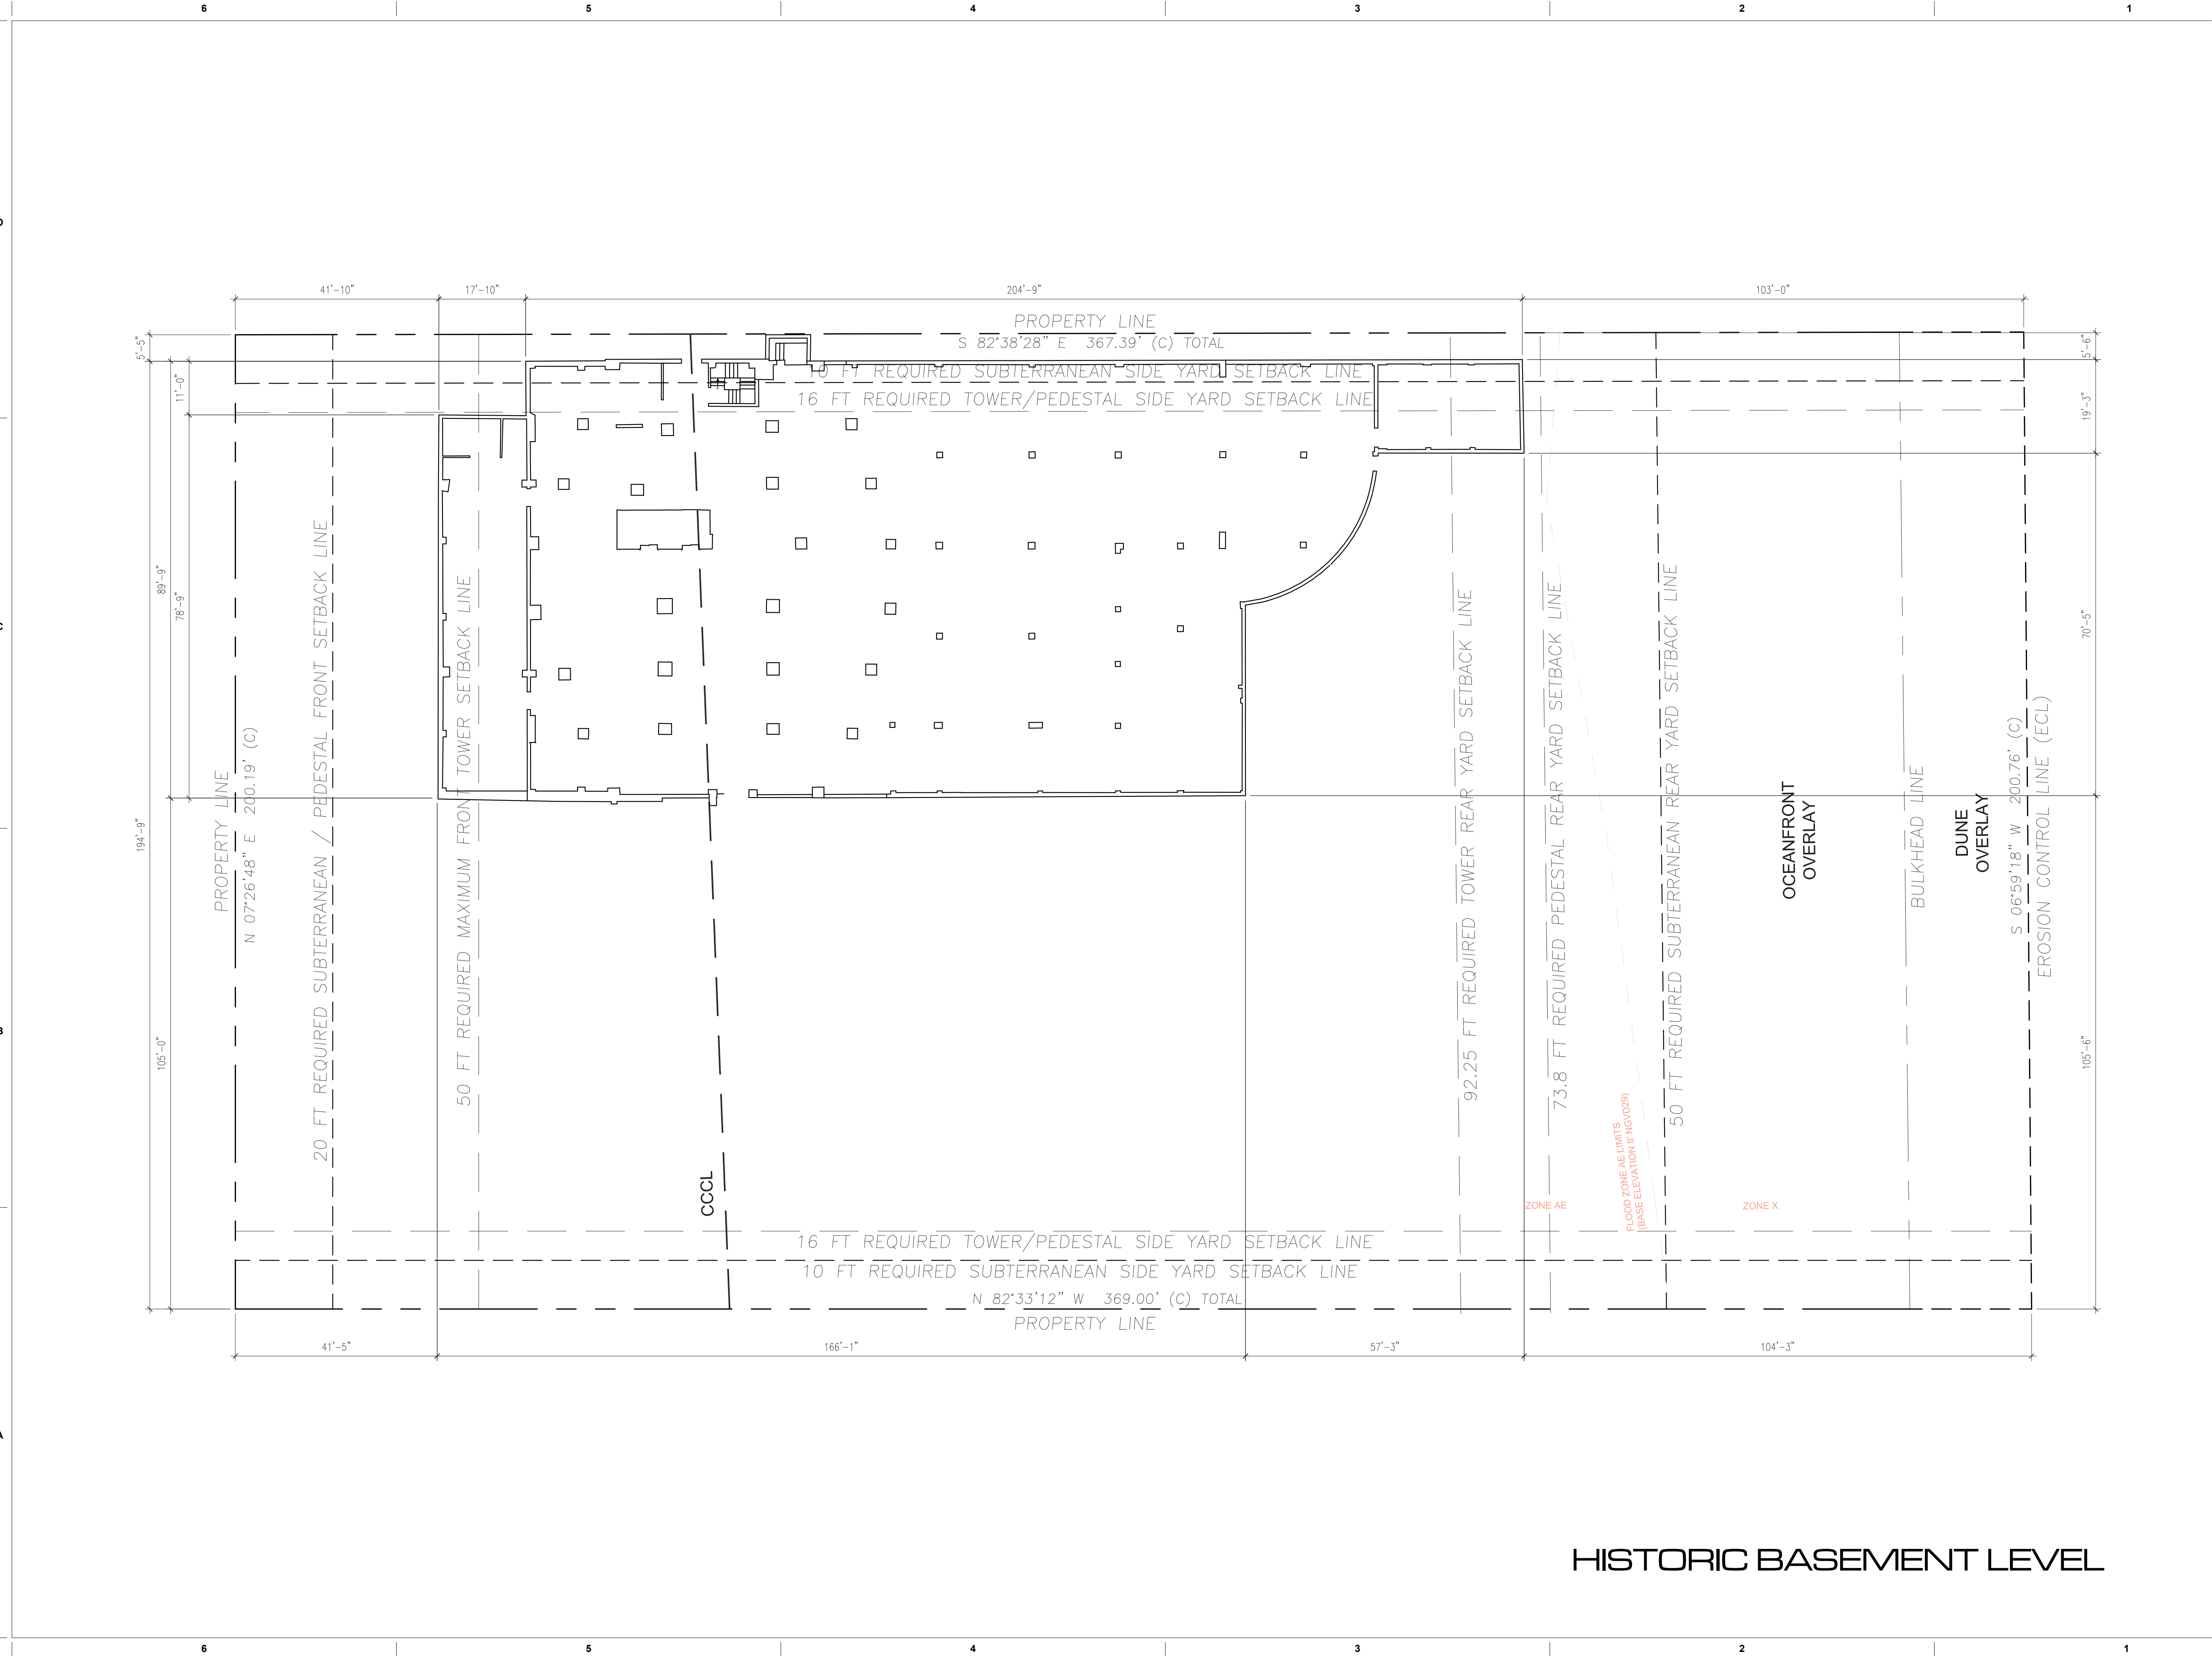 6 5 4 3 2 1
41'-10" 17'-10" 204'-9" 103'-0"
PROPERTY LINE
S 82°38'28" E 367.39' (C) TOTAL
10 FT REQUIRED SUBTERRANEAN SIDE YARD SETBACK LINE
16 FT REQUIRED TOWER/PEDESTAL SIDE YARD SETBACK LINE
5'-5"
11'-0"
89'-9"
78'-9"
194'-9"
105'-0"
PROPERTY LINE
N 07°26'48" E 200.19' (C)
20 FT REQUIRED SUBTERRANEAN / PEDESTAL FRONT SETBACK LINE
50 FT REQUIRED MAXIMUM FRONT TOWER SETBACK LINE
CCCL
92.25 FT REQUIRED TOWER REAR YARD SETBACK LINE
73.8 FT REQUIRED PEDESTAL REAR YARD SETBACK LINE
FLOOD ZONE AE LIMITS
(BASE ELEVATION 8' NGVD29)
50 FT REQUIRED SUBTERRANEAN REAR YARD SETBACK LINE
ZONE AE
ZONE X
OCEANFRONT
OVERLAY
BULKHEAD LINE
DUNE
OVERLAY
S 06°59'18" W 200.76' (C)
EROSION CONTROL LINE (ECL)
5'-6"
19'-3"
70'-5"
105'-6"
16 FT REQUIRED TOWER/PEDESTAL SIDE YARD SETBACK LINE
10 FT REQUIRED SUBTERRANEAN SIDE YARD SETBACK LINE
N 82°33'12" W 369.00' (C) TOTAL
PROPERTY LINE
41'-5" 166'-1" 57'-3" 104'-3"
HISTORIC BASEMENT LEVEL
6 5 4 3 2 1